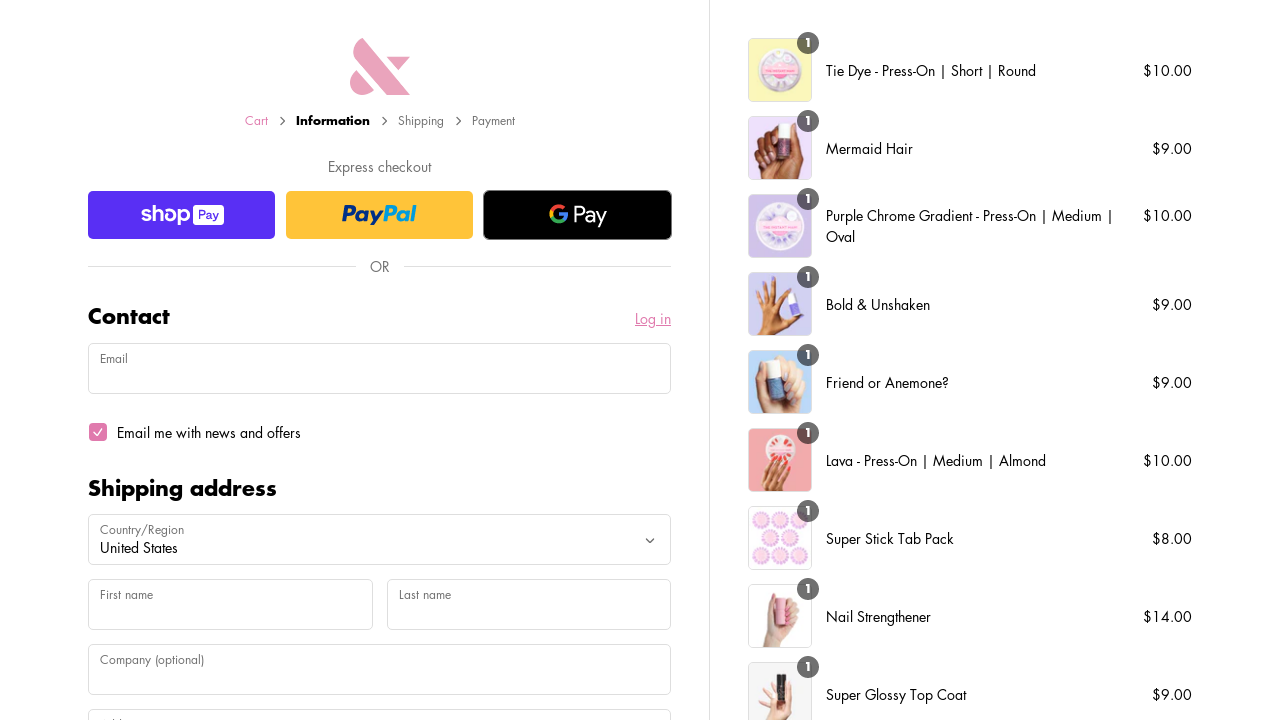 Cart
Information
Shipping
Payment
Express checkout
shop Pay
PayPal
G Pay
OR
Contact
Log in
Email
Email me with news and offers
Shipping address
Country/Region
United States
First name
Last name
Company (optional)
1
Tie Dye - Press-On | Short | Round
$10.00
1
Mermaid Hair
$9.00
1
Purple Chrome Gradient - Press-On | Medium |
Oval
$10.00
1
Bold & Unshaken
$9.00
1
Friend or Anemone?
$9.00
1
Lava - Press-On | Medium | Almond
$10.00
1
Super Stick Tab Pack
$8.00
1
Nail Strengthener
$14.00
1
Super Glossy Top Coat
$9.00